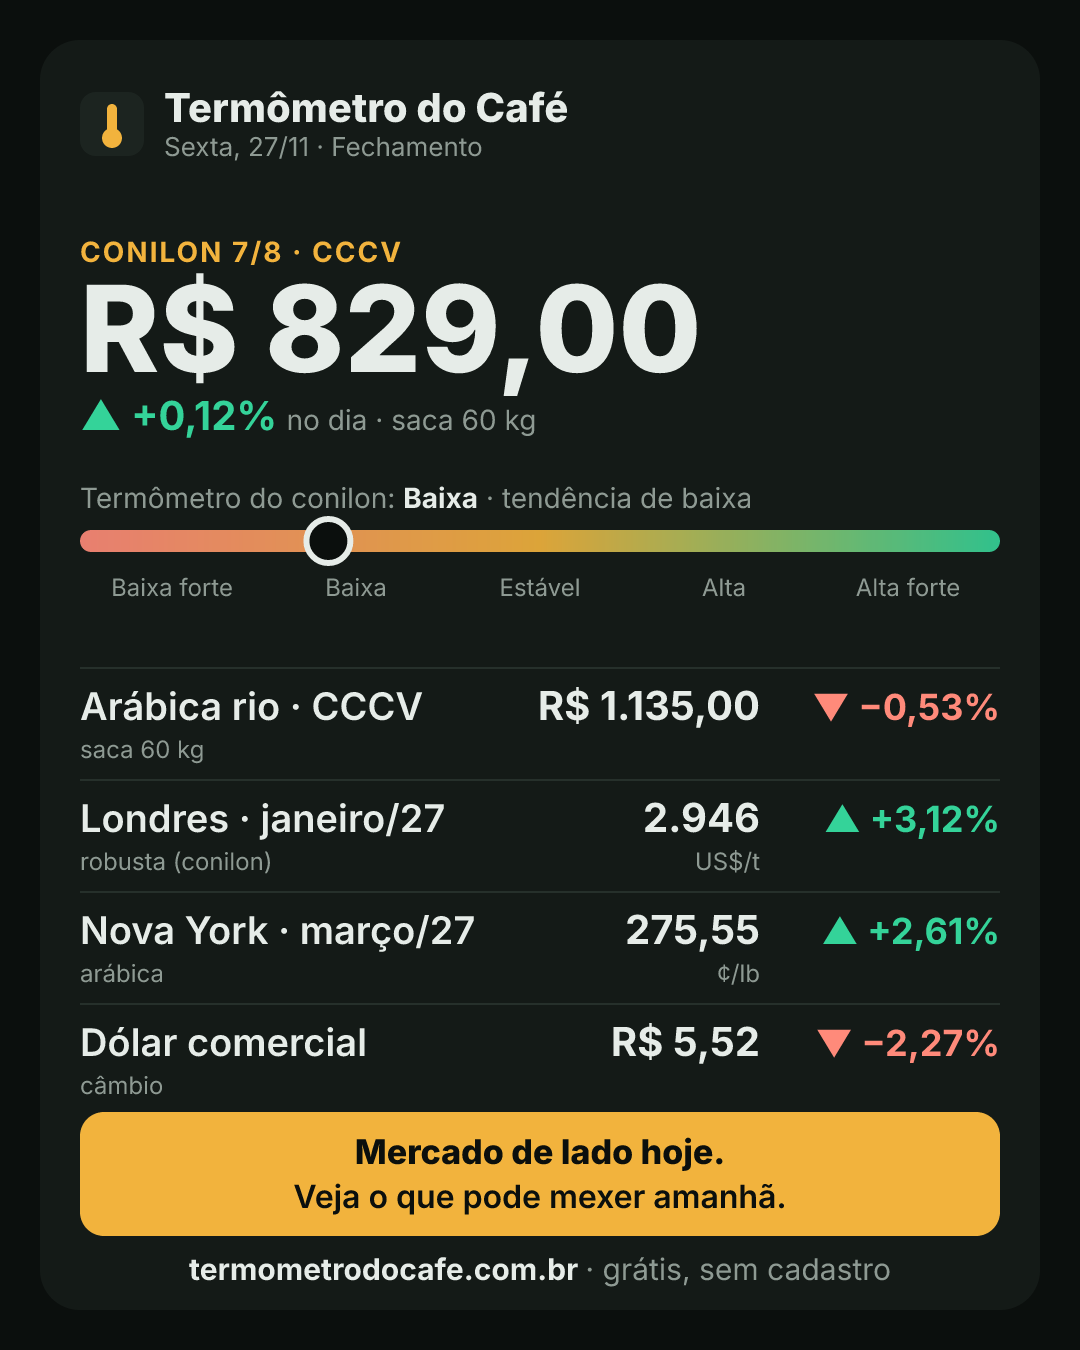 Termômetro do Café
Sexta, 27/11 · Fechamento
CONILON 7/8 · CCCV
R$ 829,00
▲ +0,12% no dia · saca 60 kg
Termômetro do conilon: Baixa · tendência de baixa
Baixa forte Baixa Estável Alta Alta forte
Arábica rio · CCCV R$ 1.135,00 ▼ −0,53%
saca 60 kg
Londres · janeiro/27 2.946 ▲ +3,12%
robusta (conilon) US$/t
Nova York · março/27 275,55 ▲ +2,61%
arábica ¢/lb
Dólar comercial R$ 5,52 ▼ −2,27%
câmbio
Mercado de lado hoje.
Veja o que pode mexer amanhã.
termometrodocafe.com.br · grátis, sem cadastro